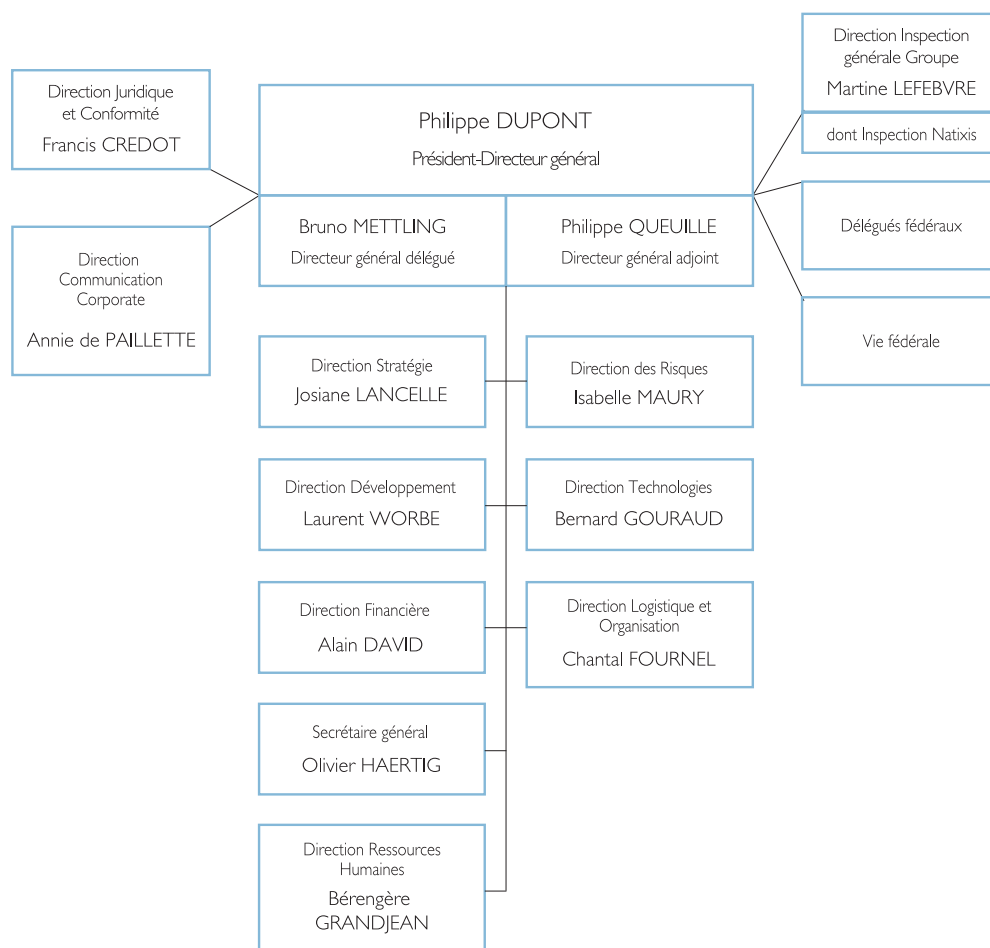 Direction Juridique
et Conformité
Francis CREDOT
Direction
Communication
Corporate
Annie de PAILLETTE
Philippe DUPONT
Président-Directeur général
Bruno METTLING
Directeur général délégué
Philippe QUEUILLE
Directeur général adjoint
Direction Inspection
générale Groupe
Martine LEFEBVRE
dont Inspection Natixis
Délégués fédéraux
Vie fédérale
Direction Stratégie
Josiane LANCELLE
Direction des Risques
Isabelle MAURY
Direction Développement
Laurent WORBE
Direction Technologies
Bernard GOURAUD
Direction Financière
Alain DAVID
Direction Logistique et
Organisation
Chantal FOURNEL
Secrétaire général
Olivier HAERTIG
Direction Ressources
Humaines
Bérengère
GRANDJEAN